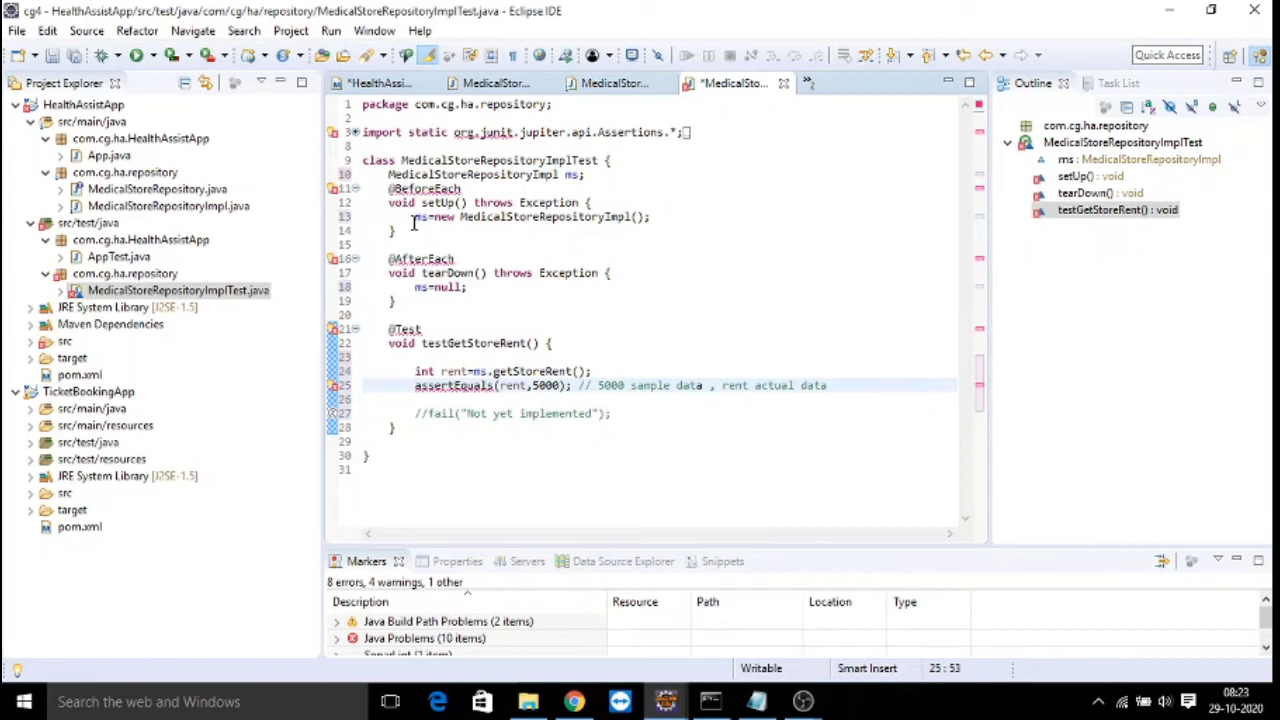 cg4 - HealthAssistApp/src/test/java/com/cg/ha/repository/MedicalStoreRepositoryImplTest.java - Eclipse IDE
File Edit Source Refactor Navigate Search Project Run Window Help
Quick Access
Project Explorer
HealthAssistApp
src/main/java
com.cg.ha.HealthAssistApp
App.java
com.cg.ha.repository
MedicalStoreRepository.java
MedicalStoreRepositoryImpl.java
src/test/java
com.cg.ha.HealthAssistApp
AppTest.java
com.cg.ha.repository
MedicalStoreRepositoryImplTest.java
JRE System Library [J2SE-1.5]
Maven Dependencies
src
target
pom.xml
TicketBookingApp
src/main/java
src/main/resources
src/test/java
src/test/resources
JRE System Library [J2SE-1.5]
src
target
pom.xml
*HealthAssi... MedicalStor... MedicalStor... *MedicalSto...
1 package com.cg.ha.repository;
2
3 import static org.junit.jupiter.api.Assertions.*;
8
9 class MedicalStoreRepositoryImplTest {
10 MedicalStoreRepositoryImpl ms;
11 @BeforeEach
12 void setUp() throws Exception {
13 ms=new MedicalStoreRepositoryImpl();
14 }
15
16 @AfterEach
17 void tearDown() throws Exception {
18 ms=null;
19 }
20
21 @Test
22 void testGetStoreRent() {
23
24 int rent=ms.getStoreRent();
25 assertEquals(rent,5000); // 5000 sample data , rent actual data
26
27 //fail("Not yet implemented");
28 }
29
30 }
31
Outline Task List
com.cg.ha.repository
MedicalStoreRepositoryImplTest
ms : MedicalStoreRepositoryImpl
setUp() : void
tearDown() : void
testGetStoreRent() : void
Markers Properties Servers Data Source Explorer Snippets
8 errors, 4 warnings, 1 other
Description Resource Path Location Type
Java Build Path Problems (2 items)
Java Problems (10 items)
Writable Smart Insert 25 : 53
Search the web and Windows
08:23
29-10-2020